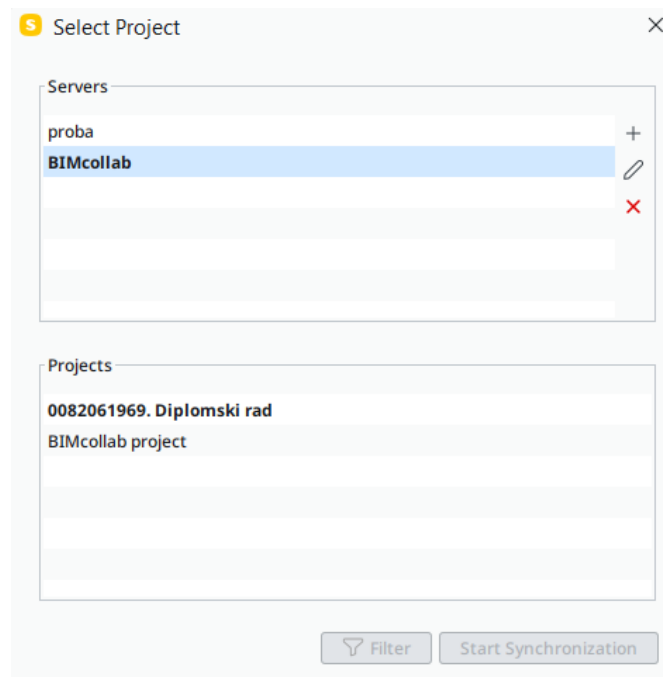 S Select Project
Servers
proba
BIMcollab
Projects
0082061969. Diplomski rad
BIMcollab project
Filter Start Synchronization